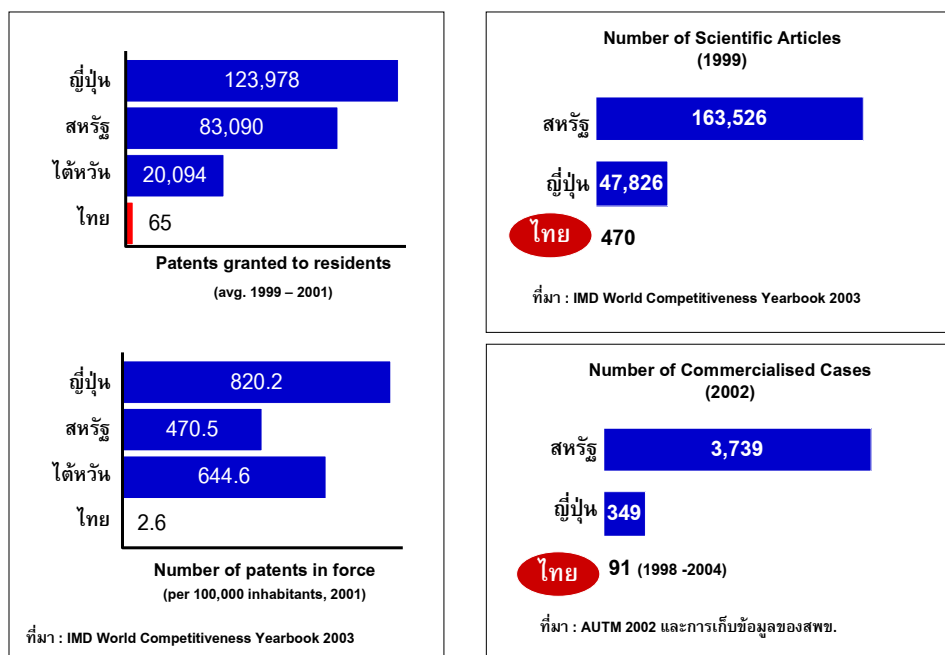 ญี่ปุ่น 123,978
สหรัฐ 83,090
ไต้หวัน 20,094
ไทย 65
Patents granted to residents
(avg. 1999 – 2001)
ญี่ปุ่น 820.2
สหรัฐ 470.5
ไต้หวัน 644.6
ไทย 2.6
Number of patents in force
(per 100,000 inhabitants, 2001)
ที่มา : IMD World Competitiveness Yearbook 2003
Number of Scientific Articles
(1999)
สหรัฐ 163,526
ญี่ปุ่น 47,826
ไทย 470
ที่มา : IMD World Competitiveness Yearbook 2003
Number of Commercialised Cases
(2002)
สหรัฐ 3,739
ญี่ปุ่น 349
ไทย 91 (1998 -2004)
ที่มา : AUTM 2002 และการเก็บข้อมูลของสพข.